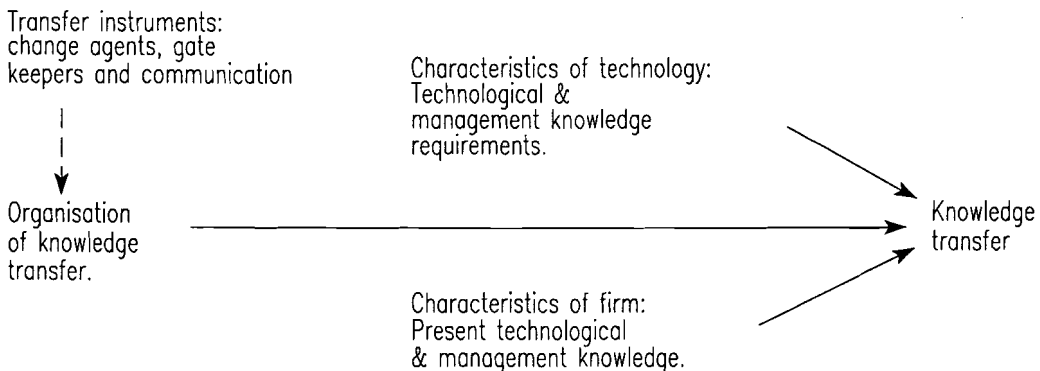 Transfer instruments:
change agents, gate
keepers and communication
Characteristics of technology:
Technological &
management knowledge
requirements.
Organisation
of knowledge
transfer.
Knowledge
transfer
Characteristics of firm:
Present technological
& management knowledge.